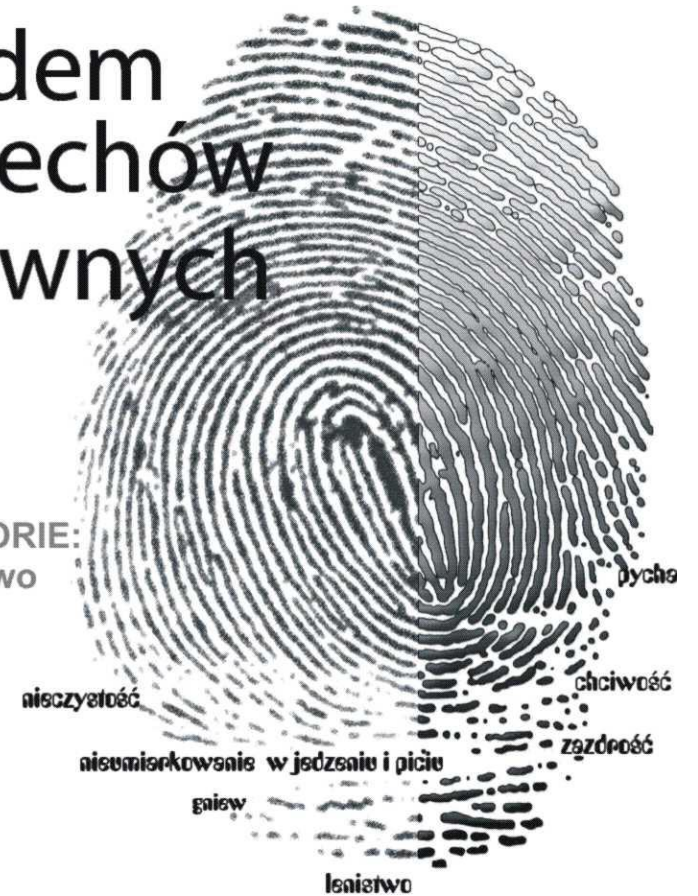 dem
echów
wnych
ORIE:
wo
pycha
nieczystość
chciwość
zazdrość
nieumiarkowanie w jedzeniu i piciu
gniew
lenistwo